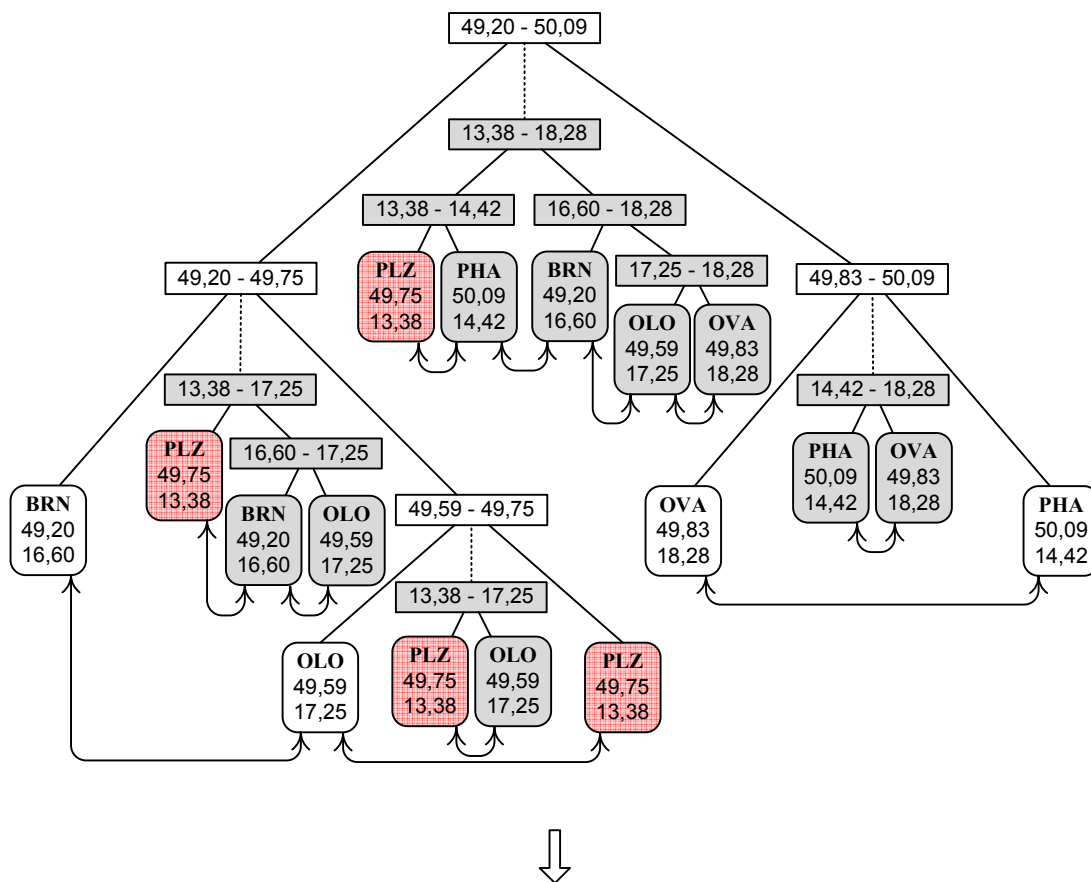 49,20 - 50,09
13,38 - 18,28
13,38 - 14,42
16,60 - 18,28
49,20 - 49,75
PLZ
49,75
13,38
PHA
50,09
14,42
BRN
49,20
16,60
17,25 - 18,28
49,83 - 50,09
OLO
49,59
17,25
OVA
49,83
18,28
13,38 - 17,25
14,42 - 18,28
PLZ
49,75
13,38
16,60 - 17,25
PHA
50,09
14,42
OVA
49,83
18,28
BRN
49,20
16,60
BRN
49,20
16,60
OLO
49,59
17,25
49,59 - 49,75
OVA
49,83
18,28
PHA
50,09
14,42
13,38 - 17,25
OLO
49,59
17,25
PLZ
49,75
13,38
OLO
49,59
17,25
PLZ
49,75
13,38